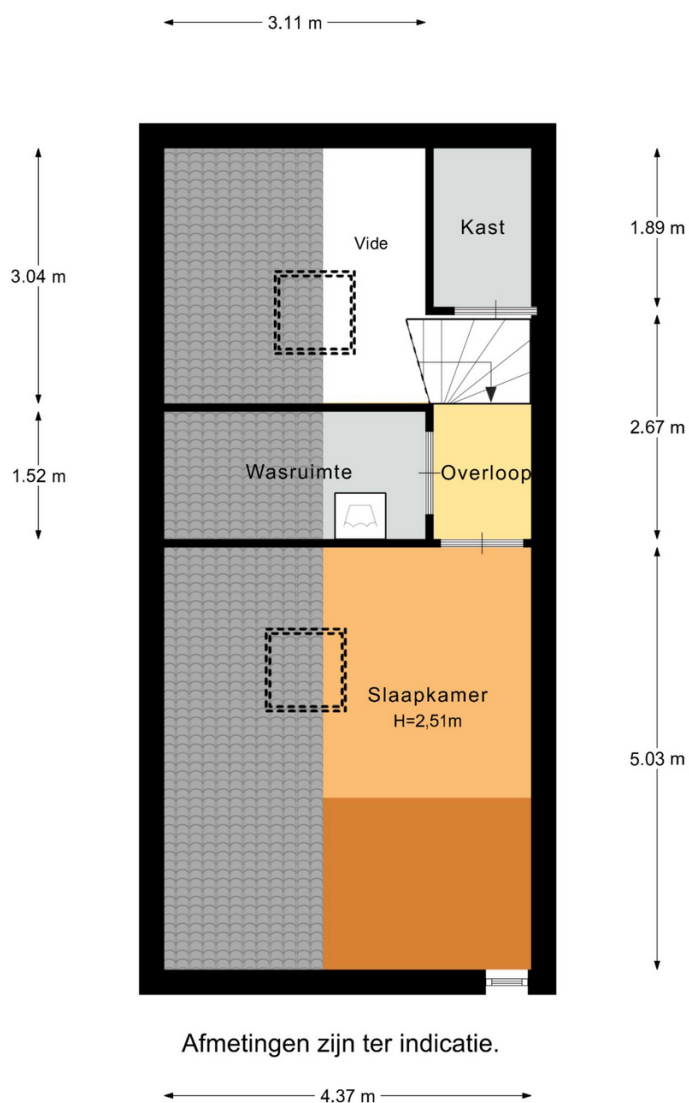 3.11 m
Vide
Kast
1.89 m
3.04 m
2.67 m
1.52 m
Wasruimte
Overloop
Slaapkamer
H=2,51m
5.03 m
Afmetingen zijn ter indicatie.
4.37 m